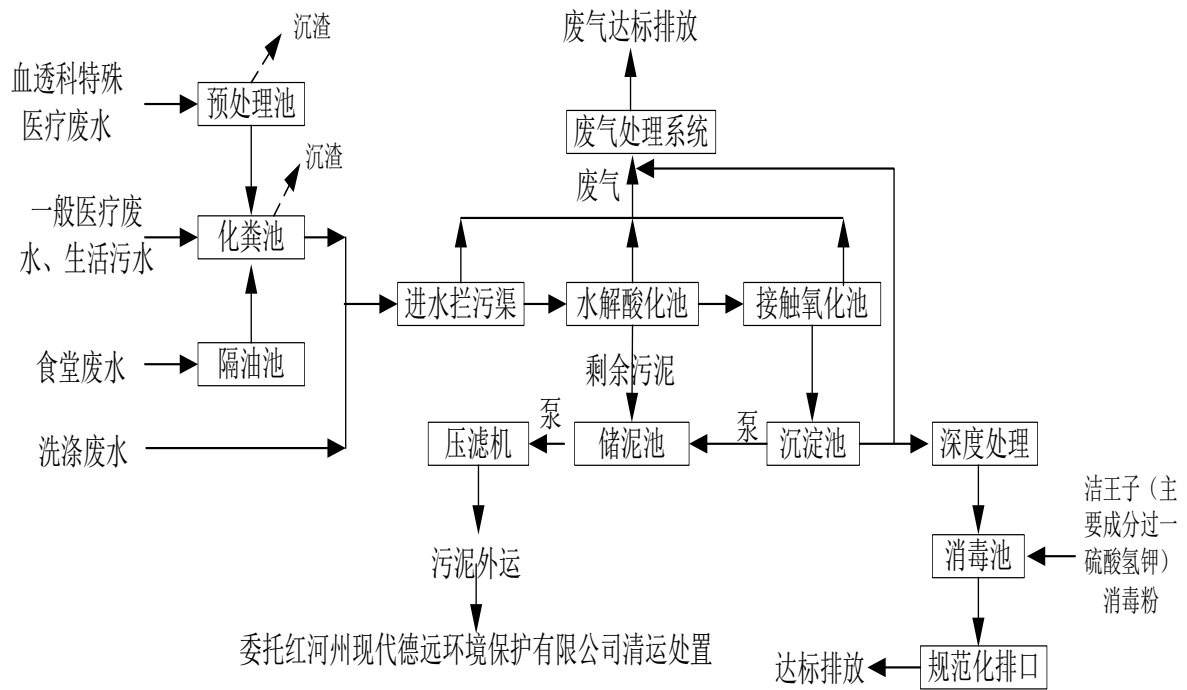 沉渣
废气达标排放
血透科特殊
医疗废水
预处理池
废气处理系统
沉渣
废气
一般医疗废
水、生活污水
化粪池
进水拦污渠
水解酸化池
接触氧化池
食堂废水
隔油池
剩余污泥
洗涤废水
压滤机
泵
储泥池
泵
沉淀池
深度处理
洁王子（主
要成分过一
硫酸氢钾）
消毒粉
消毒池
污泥外运
委托红河州现代德远环境保护有限公司清运处置
达标排放
规范化排口